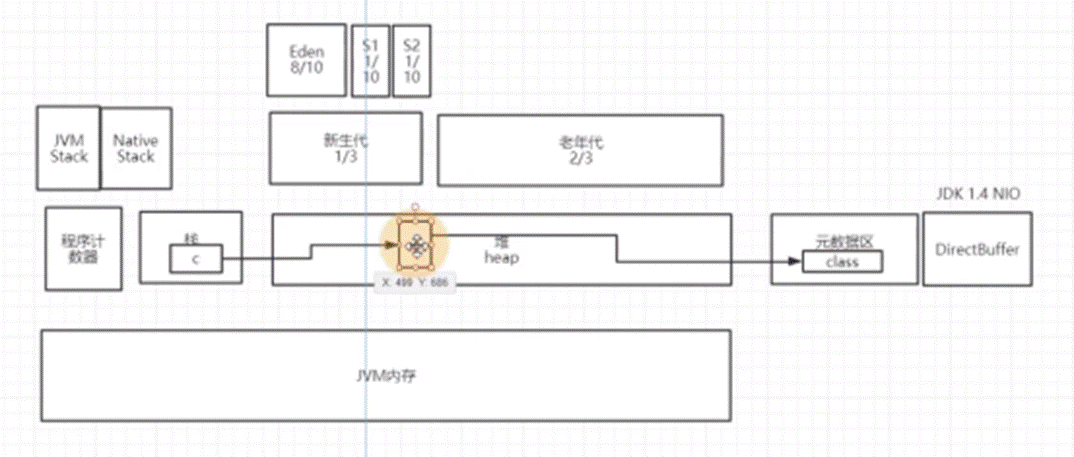 Eden
8/10
S1
1/
10
S2
1/
10
JVM
Stack
Native
Stack
新生代
1/3
老年代
2/3
JDK 1.4 NIO
程序计
数器
栈
c
堆
heap
元数据区
class
DirectBuffer
X: 499 Y: 686
JVM内存